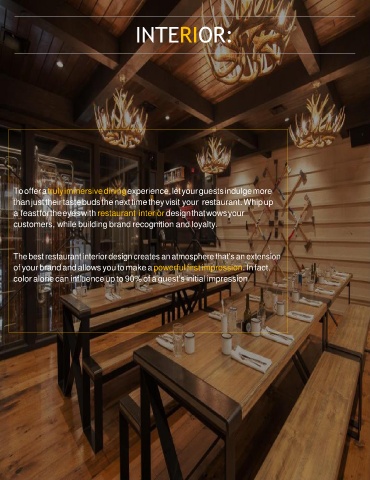 INTERIOR:
To offer a truly immersive dining experience, let your guests indulge more
than just their taste buds the next time they visit your restaurant. Whip up
a feast for the eyes with restaurant interior design that wows your
customers, while building brand recognition and loyalty.
The best restaurant interior design creates an atmosphere that's an extension
of your brand and allows you to make a powerful first impression. In fact,
color alone can influence up to 90% of a guest's initial impression.